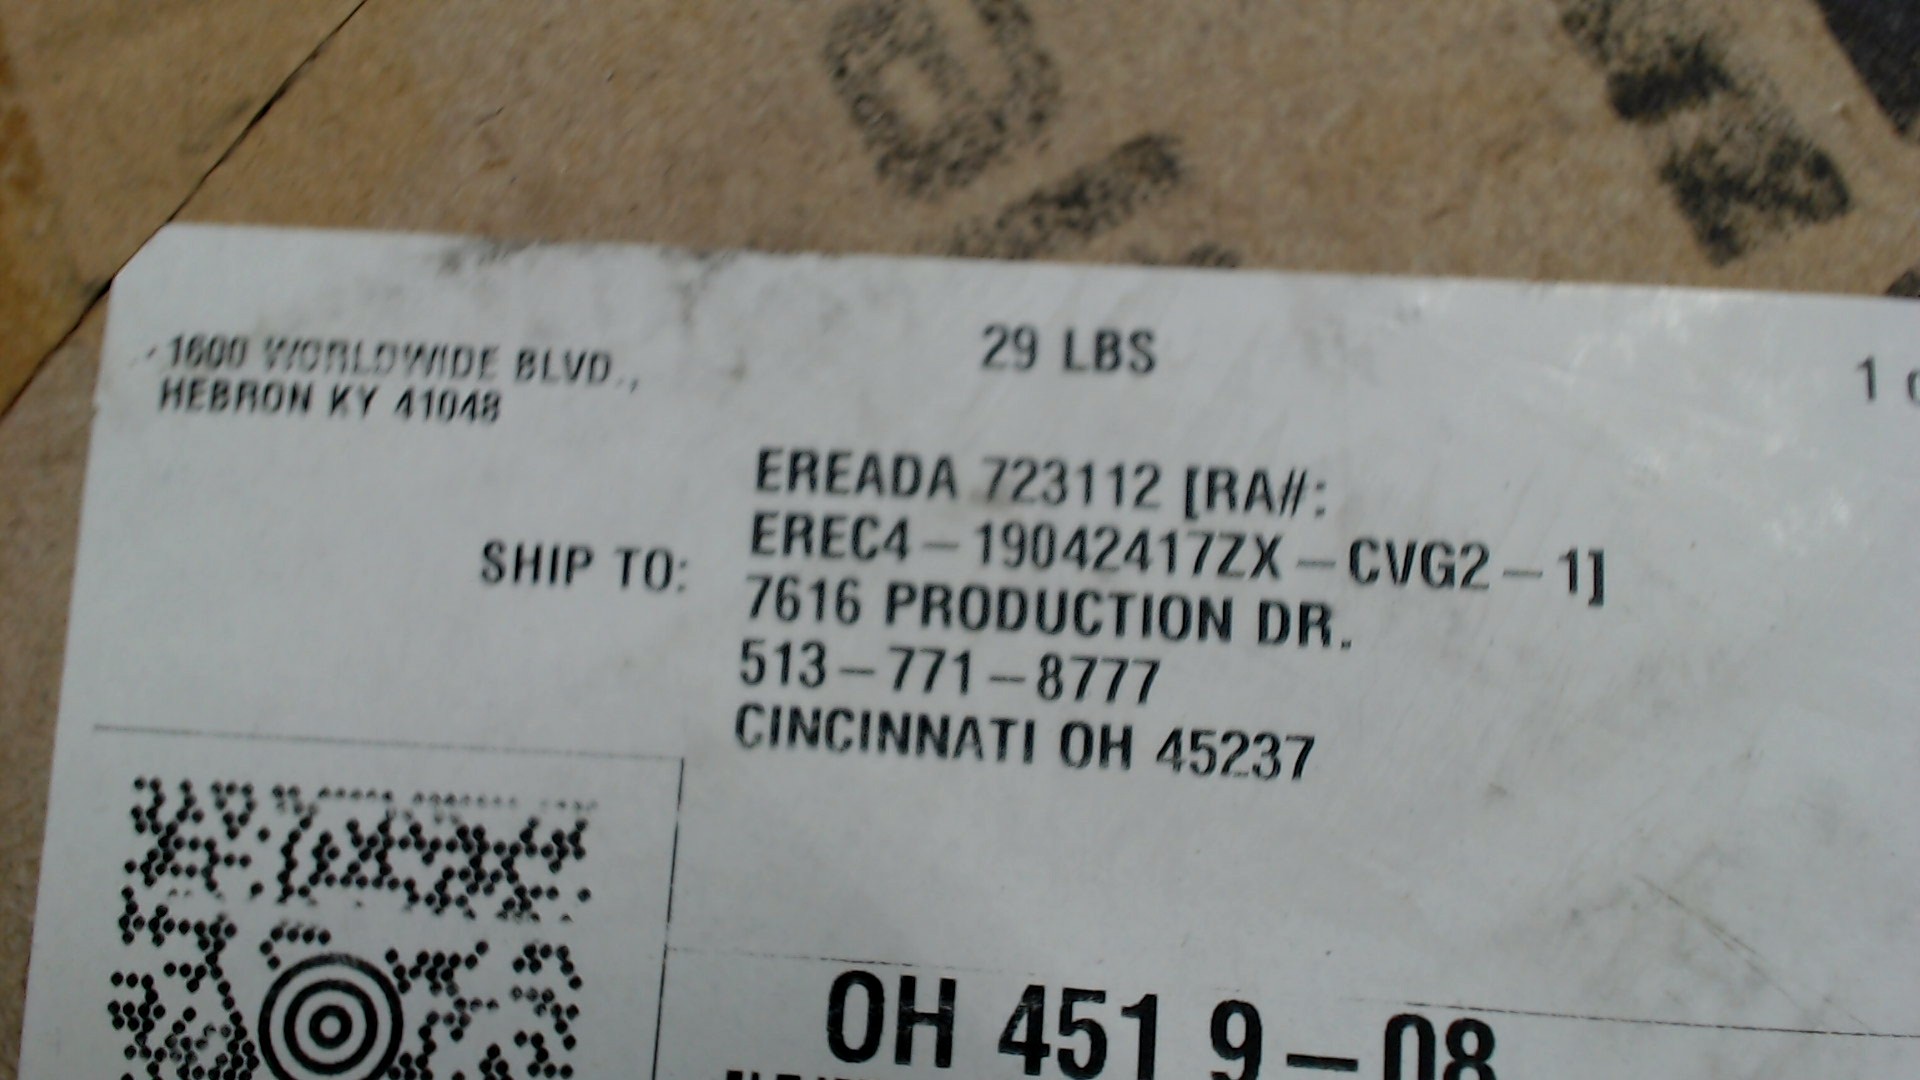 1600 WORLDWIDE BLVD.,
HEBRON KY 41048
29 LBS
1
SHIP TO:
EREADA 723112 [RA#:
EREC4-19042417ZX-CVG2-1]
7616 PRODUCTION DR.
513-771-8777
CINCINNATI OH 45237
OH 451 9-08